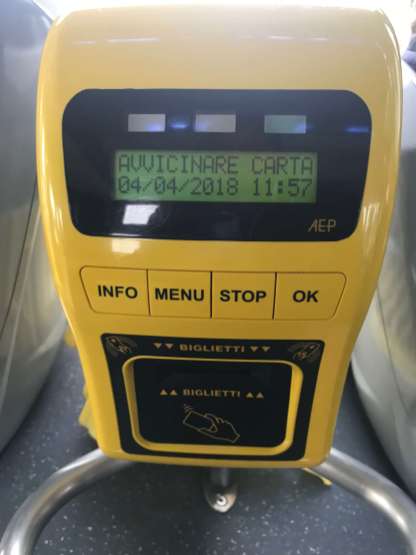 AVVICINARE CARTA
04/04/2018 11:57
AEP
INFO MENU STOP OK
BIGLIETTI
BIGLIETTI